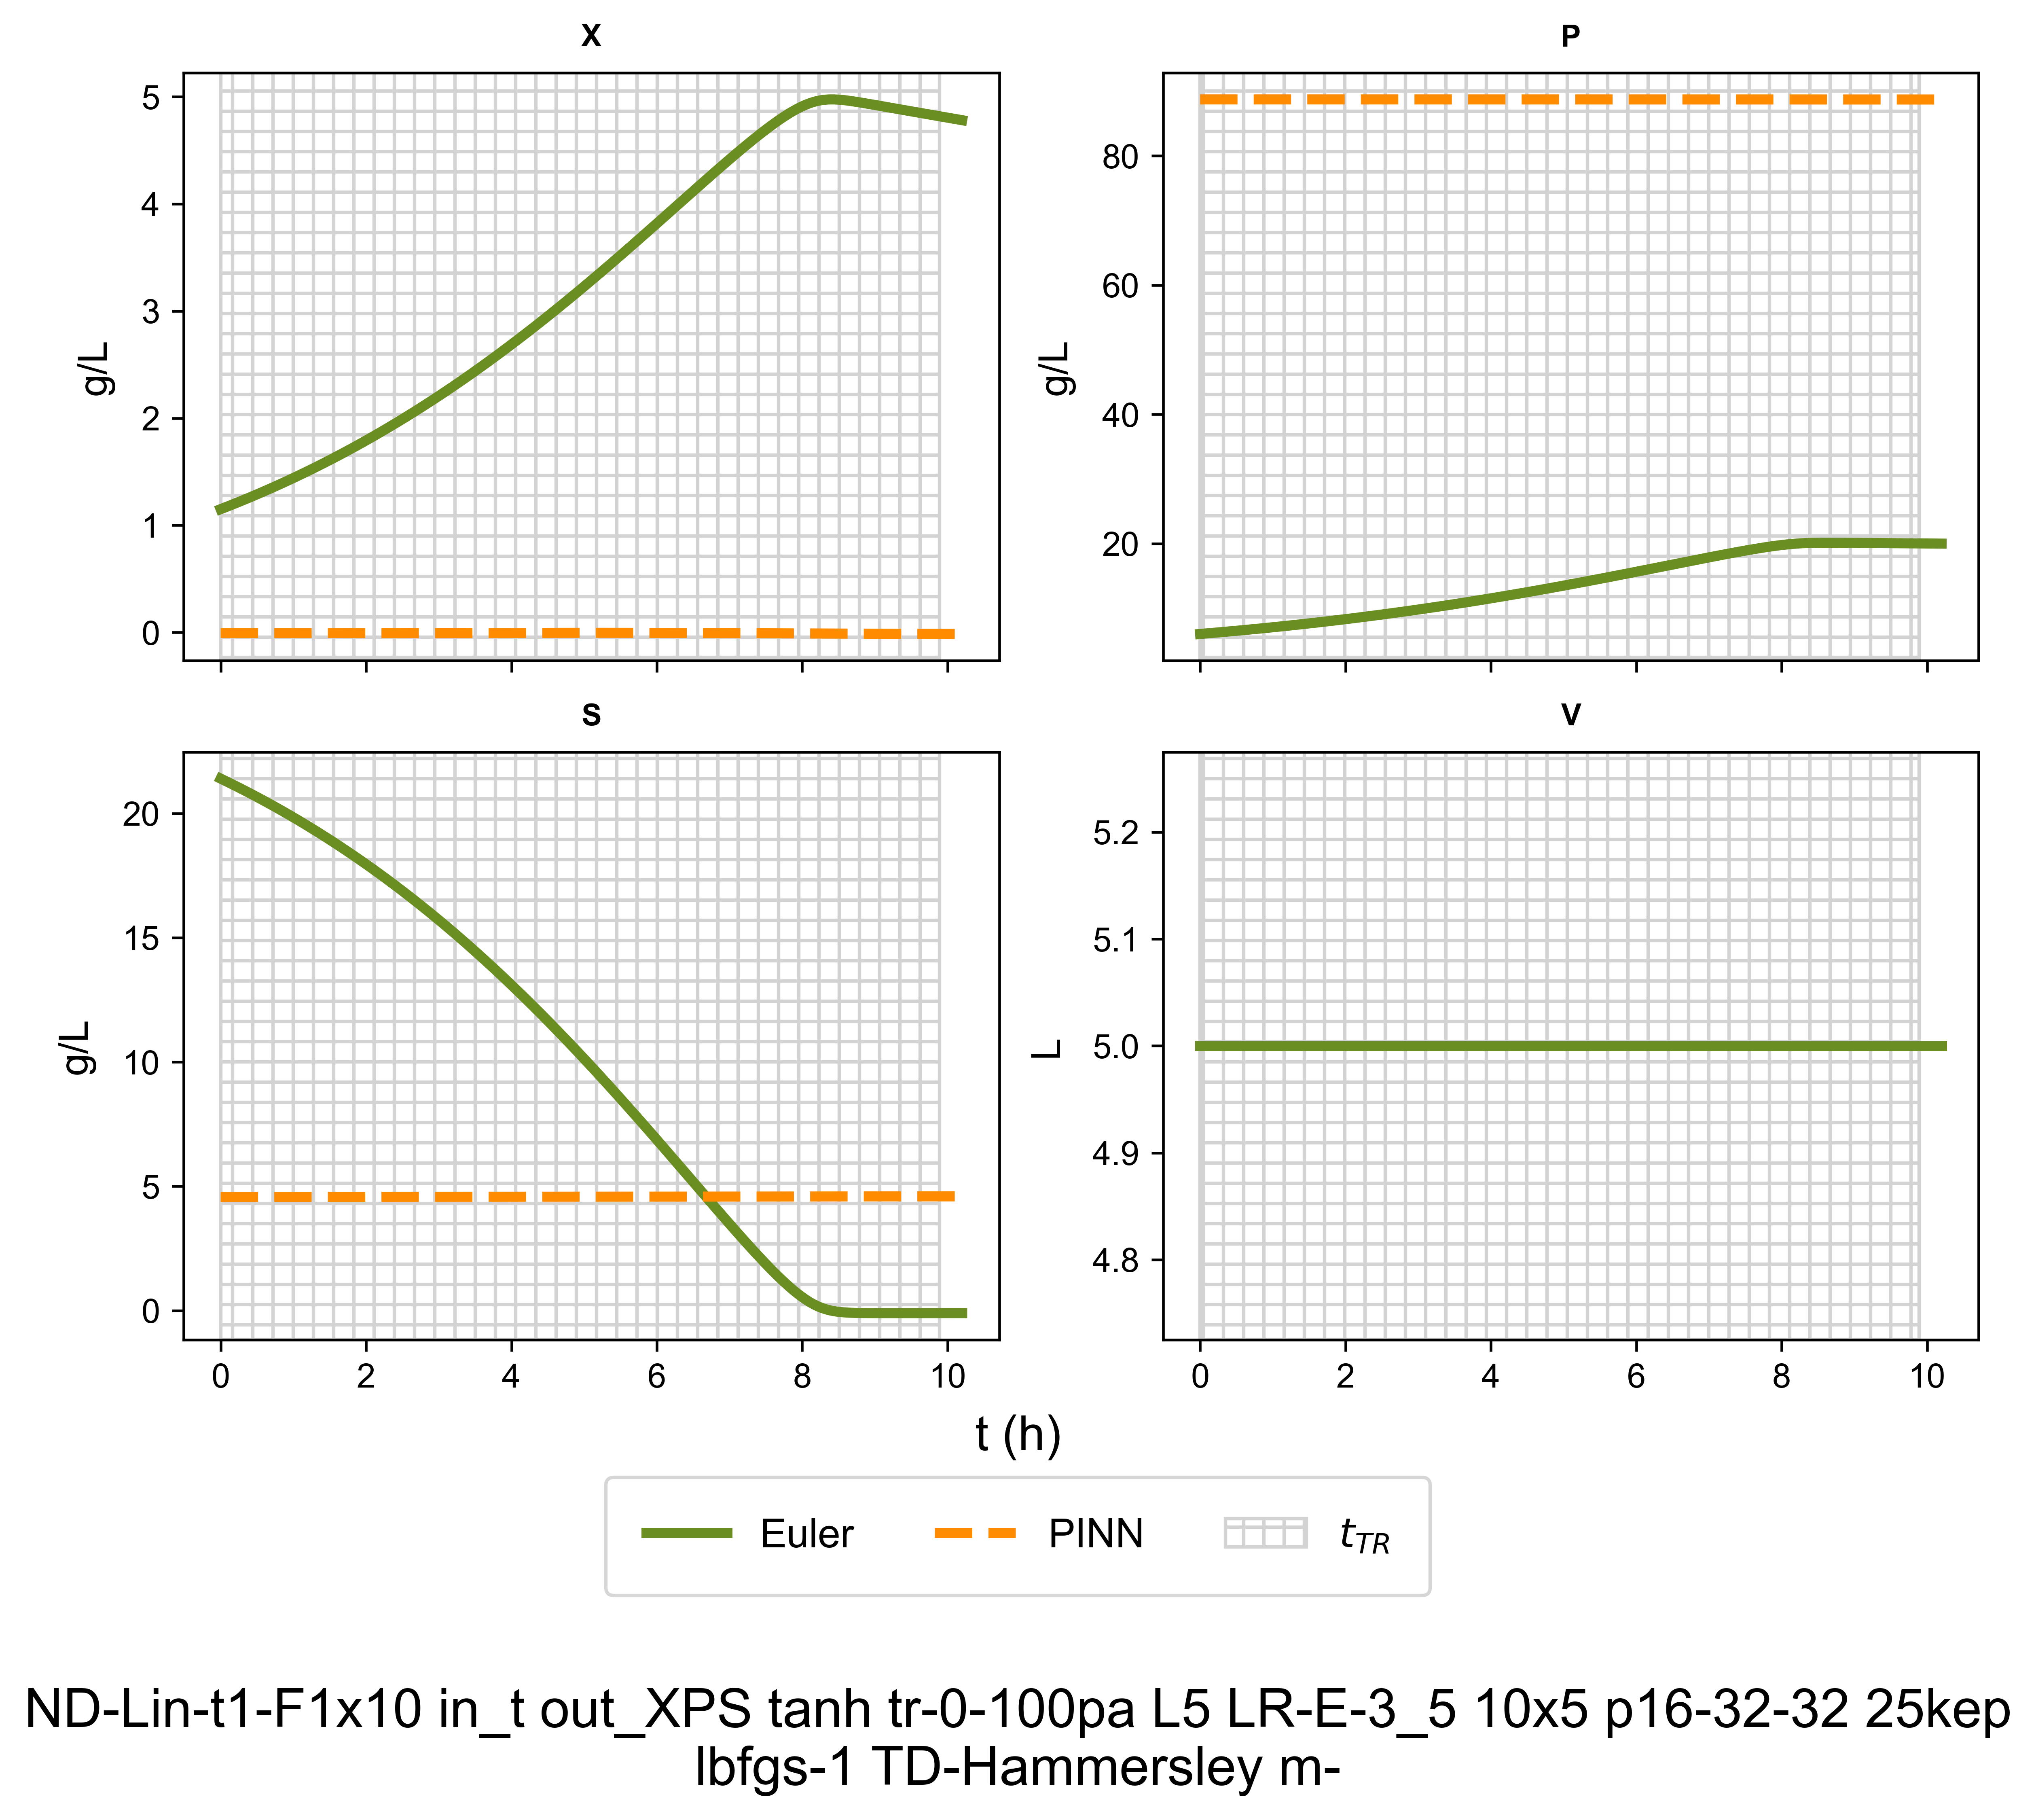 X
P
5
4
3
2
1
0
g/L
80
60
40
20
g/L
S
V
20
15
10
5
0
g/L
5.2
5.1
5.0
4.9
4.8
L
0 2 4 6 8 10
0 2 4 6 8 10
t (h)
Euler PINN t_TR
ND-Lin-t1-F1x10 in_t out_XPS tanh tr-0-100pa L5 LR-E-3_5 10x5 p16-32-32 25kep
lbfgs-1 TD-Hammersley m-